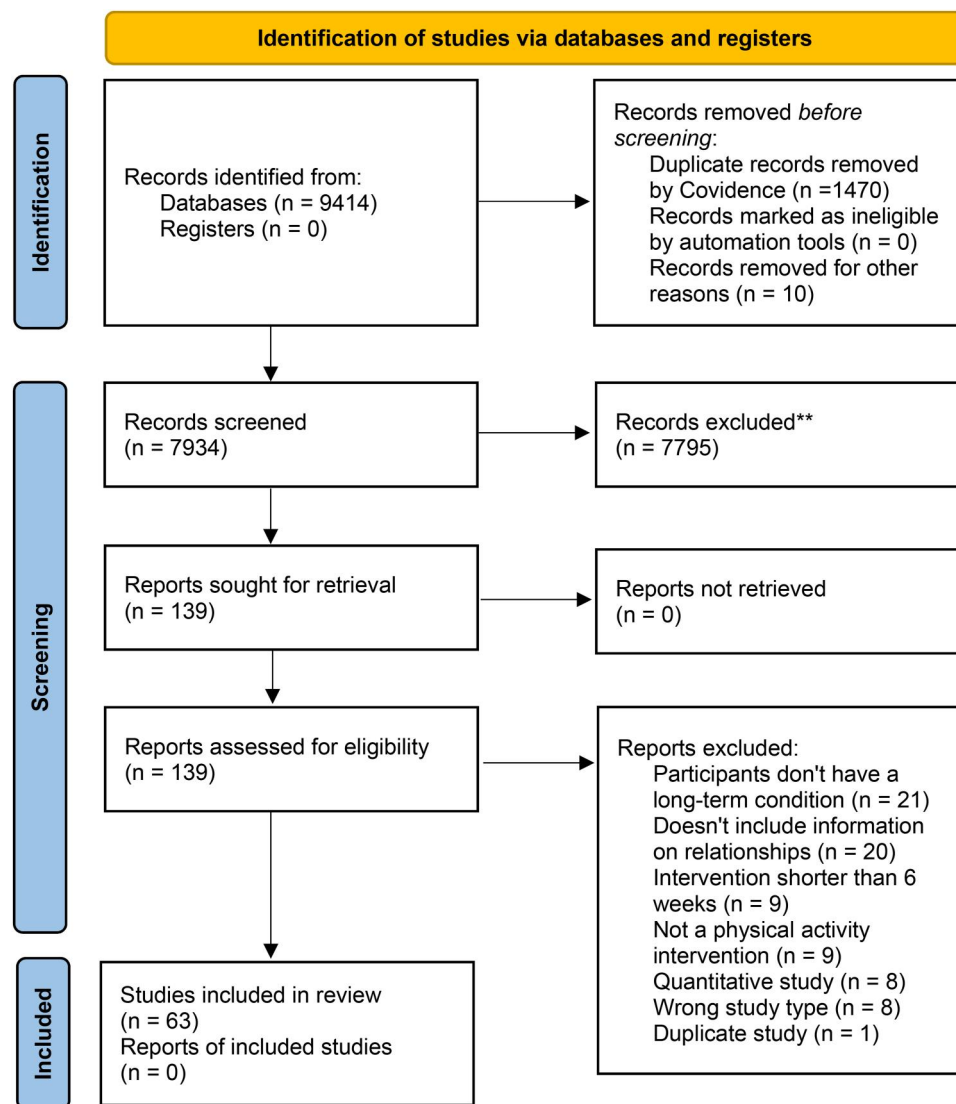 Identification of studies via databases and registers
Identification
Records identified from:
Databases (n = 9414)
Registers (n = 0)
Records removed before
screening:
Duplicate records removed
by Covidence (n =1470)
Records marked as ineligible
by automation tools (n = 0)
Records removed for other
reasons (n = 10)
Screening
Records screened
(n = 7934)
Records excluded**
(n = 7795)
Reports sought for retrieval
(n = 139)
Reports not retrieved
(n = 0)
Reports assessed for eligibility
(n = 139)
Reports excluded:
Participants don't have a
long-term condition (n = 21)
Doesn't include information
on relationships (n = 20)
Intervention shorter than 6
weeks (n = 9)
Not a physical activity
intervention (n = 9)
Quantitative study (n = 8)
Wrong study type (n = 8)
Duplicate study (n = 1)
Included
Studies included in review
(n = 63)
Reports of included studies
(n = 0)